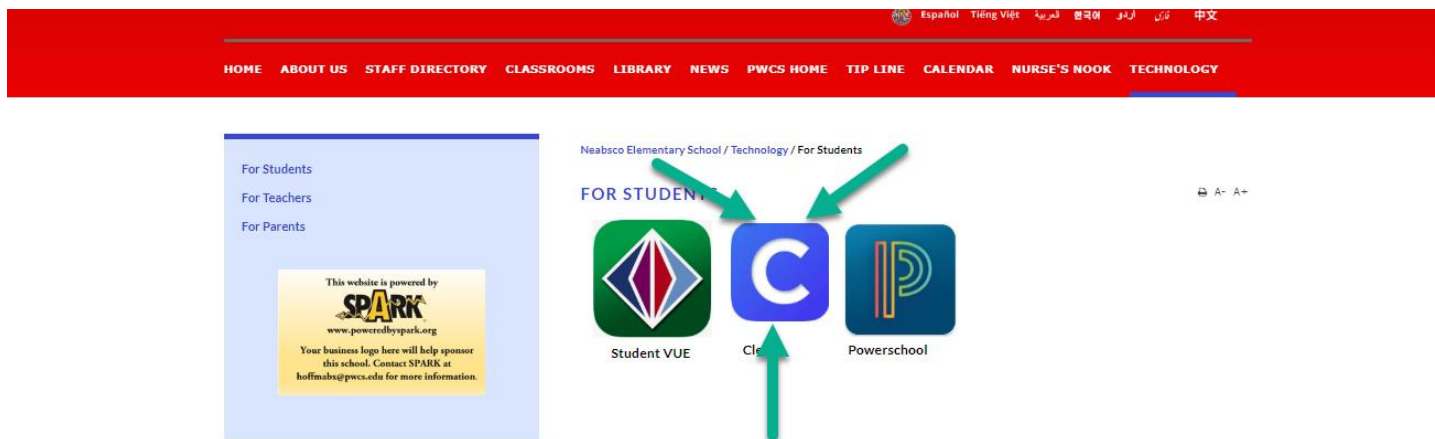 Español Tiếng Việt العربية 한국어 اردو فارسی 中文
HOME ABOUT US STAFF DIRECTORY CLASSROOMS LIBRARY NEWS PWCS HOME TIP LINE CALENDAR NURSE'S NOOK TECHNOLOGY
For Students
For Teachers
For Parents
This website is powered by
SPARK
www.poweredbyspark.org
Your business logo here will help sponsor
this school. Contact SPARK at
hoffmabx@pwcs.edu for more information.
Neabsco Elementary School / Technology / For Students
FOR STUDENTS
A- A+
C
P
Student VUE
Cle
Powerschool